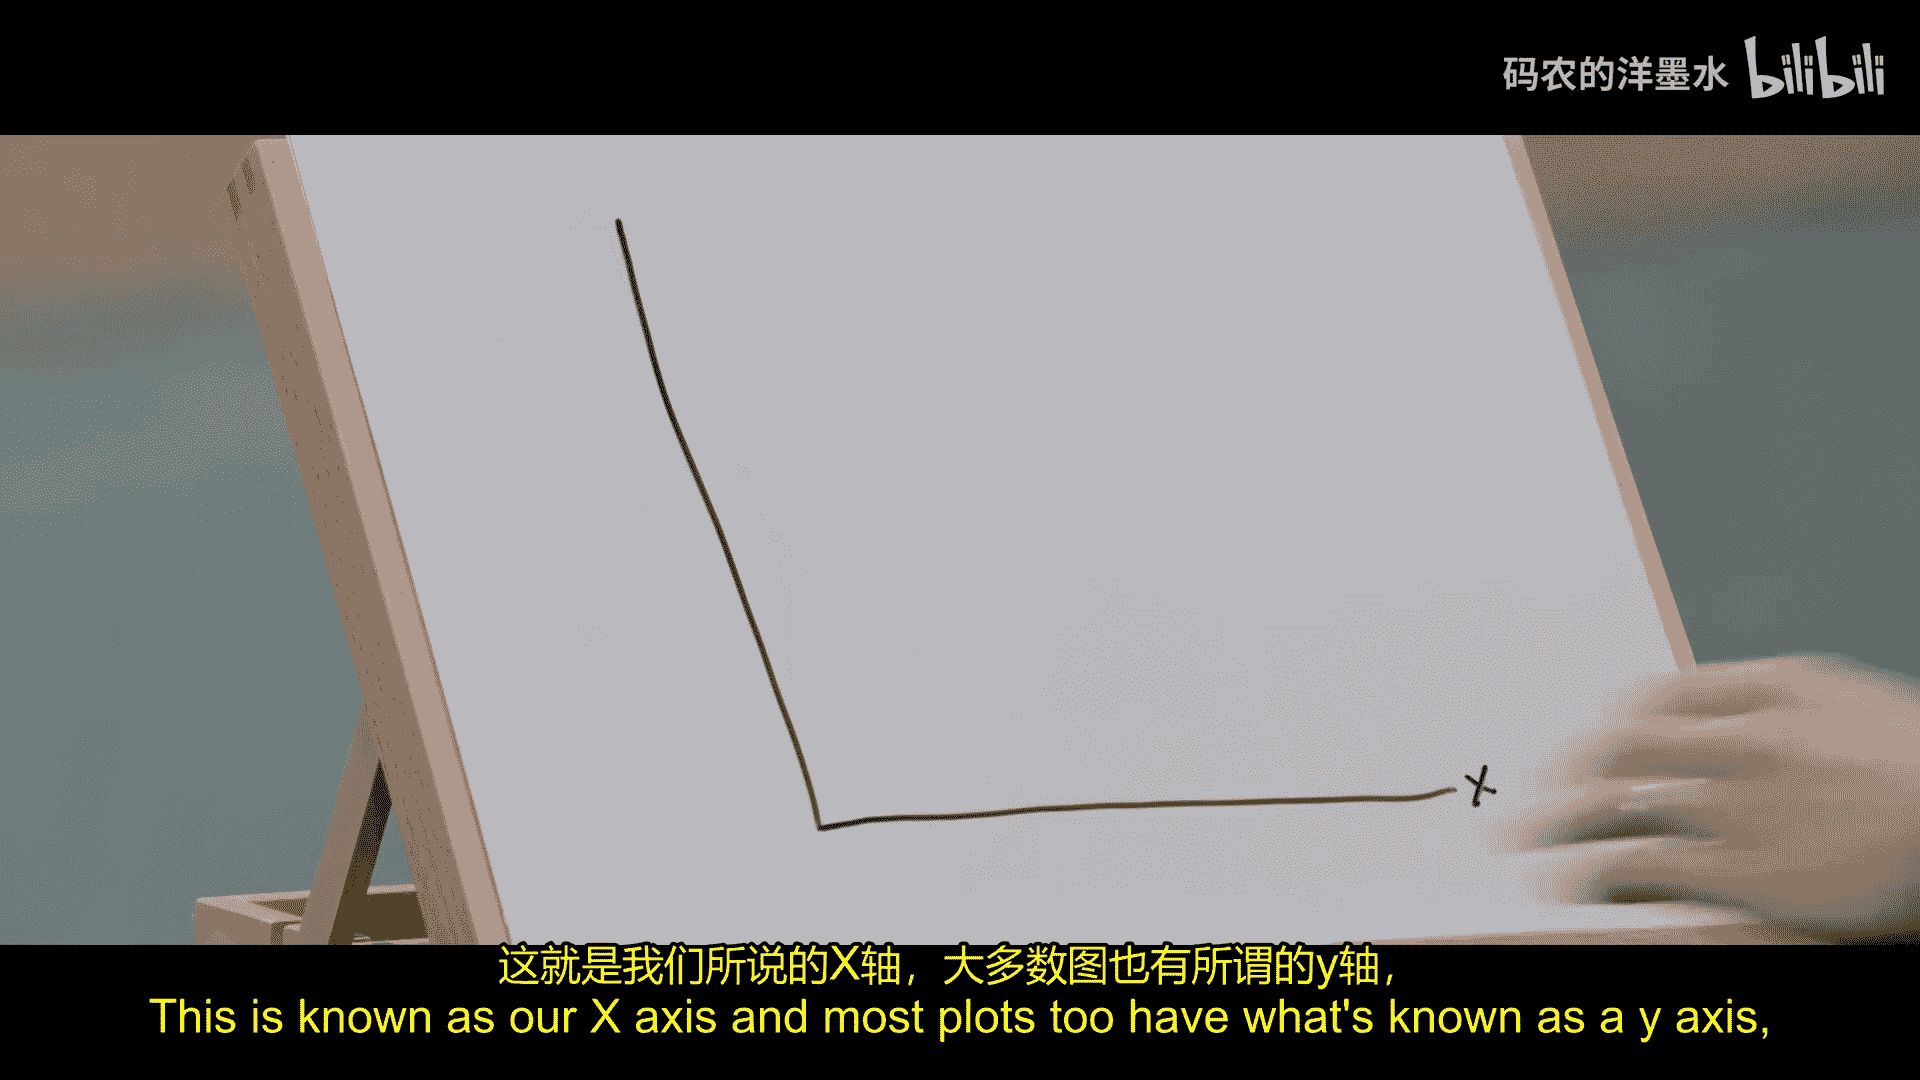 码农的洋墨水 bilibili
X
这就是我们所说的X轴，大多数图也有所谓的y轴，
This is known as our X axis and most plots too have what's known as a y axis,